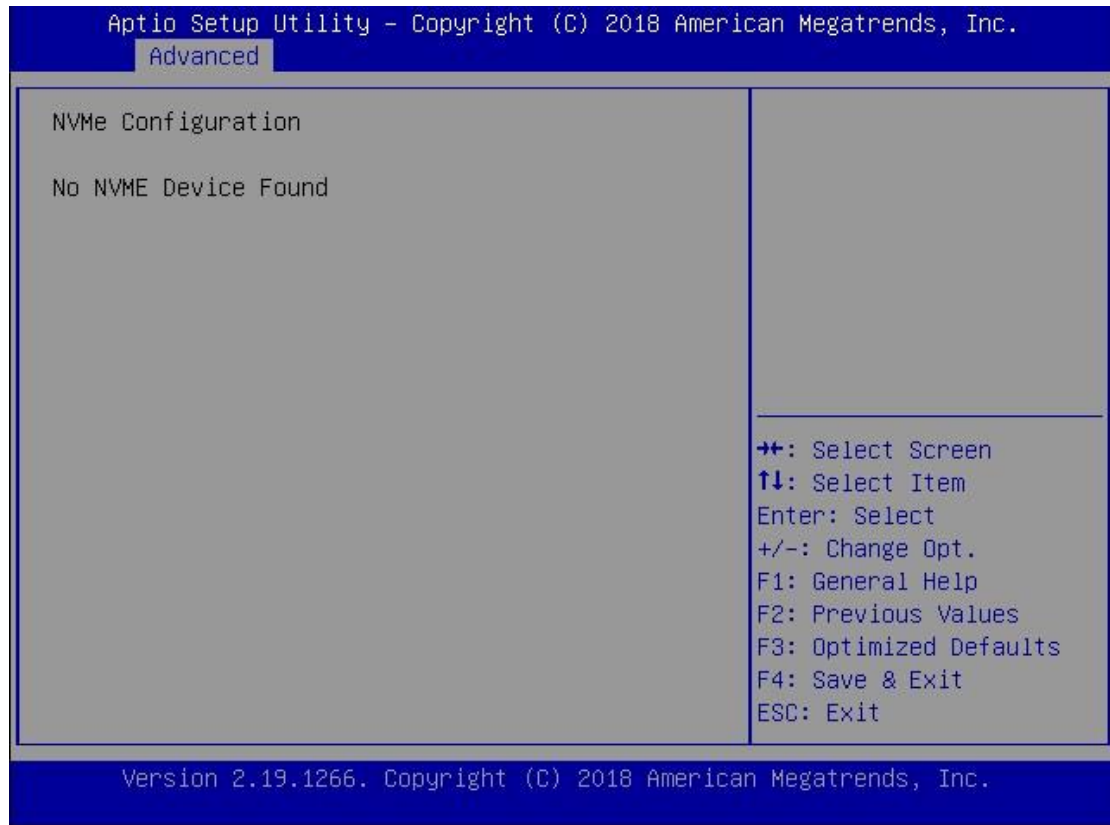 Aptio Setup Utility – Copyright (C) 2018 American Megatrends, Inc.
Advanced
NVMe Configuration
No NVME Device Found
→←: Select Screen
↑↓: Select Item
Enter: Select
+/-: Change Opt.
F1: General Help
F2: Previous Values
F3: Optimized Defaults
F4: Save & Exit
ESC: Exit
Version 2.19.1266. Copyright (C) 2018 American Megatrends, Inc.